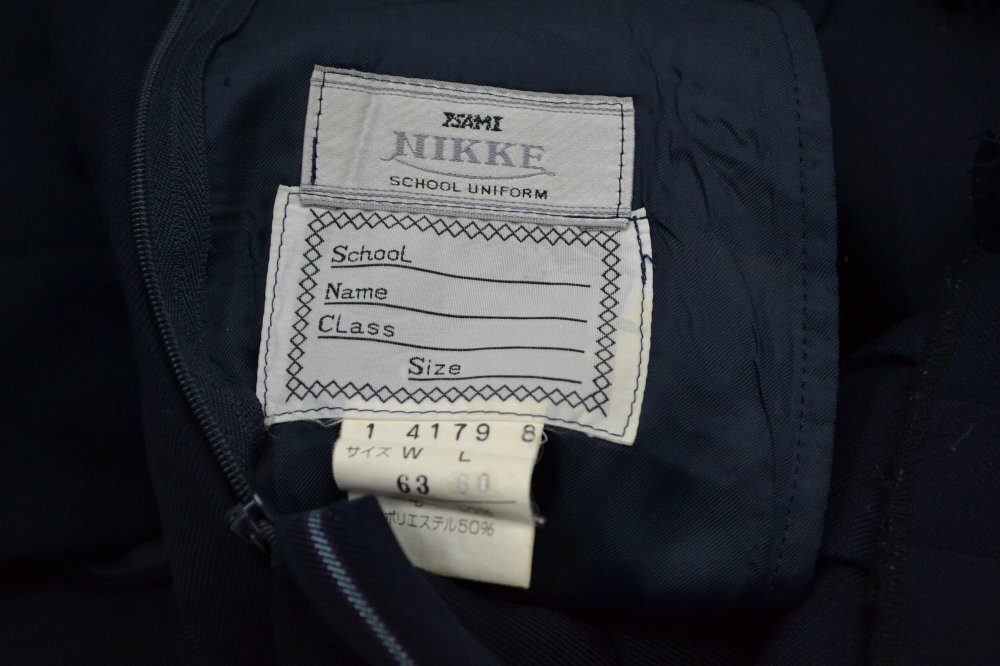 ISAMI
NIKKE
SCHOOL UNIFORM
School
Name
Class
Size
1 4179 8
サイズ W L
63 60
ポリエステル50%